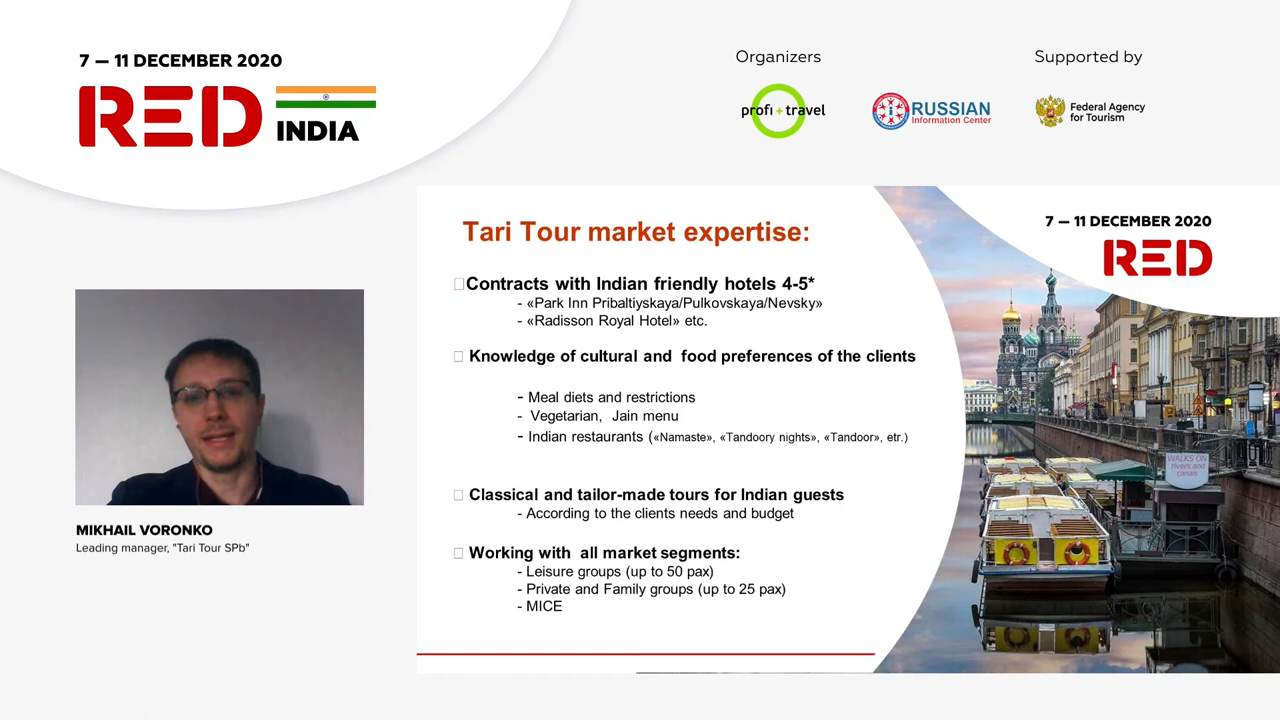 7 — 11 DECEMBER 2020
RED
INDIA
Organizers
profi+travel
RUSSIAN
Information Center
Supported by
Federal Agency
for Tourism
MIKHAIL VORONKO
Leading manager, "Tari Tour SPb"
Tari Tour market expertise:
Contracts with Indian friendly hotels 4-5*
- «Park Inn Pribaltiyskaya/Pulkovskaya/Nevsky»
- «Radisson Royal Hotel» etc.
Knowledge of cultural and food preferences of the clients
- Meal diets and restrictions
- Vegetarian, Jain menu
- Indian restaurants («Namaste», «Tandoory nights», «Tandoor», etr.)
Classical and tailor-made tours for Indian guests
- According to the clients needs and budget
Working with all market segments:
- Leisure groups (up to 50 pax)
- Private and Family groups (up to 25 pax)
- MICE
7 — 11 DECEMBER 2020
RED
WALKS ON
rivers and
canals